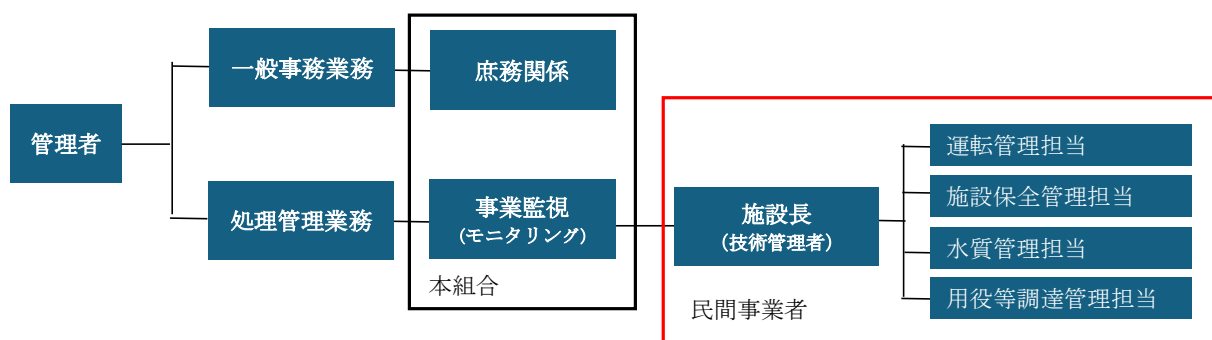 管理者
一般事務業務
処理管理業務
庶務関係
事業監視
(モニタリング)
本組合
施設長
(技術管理者)
民間事業者
運転管理担当
施設保全管理担当
水質管理担当
用役等調達管理担当